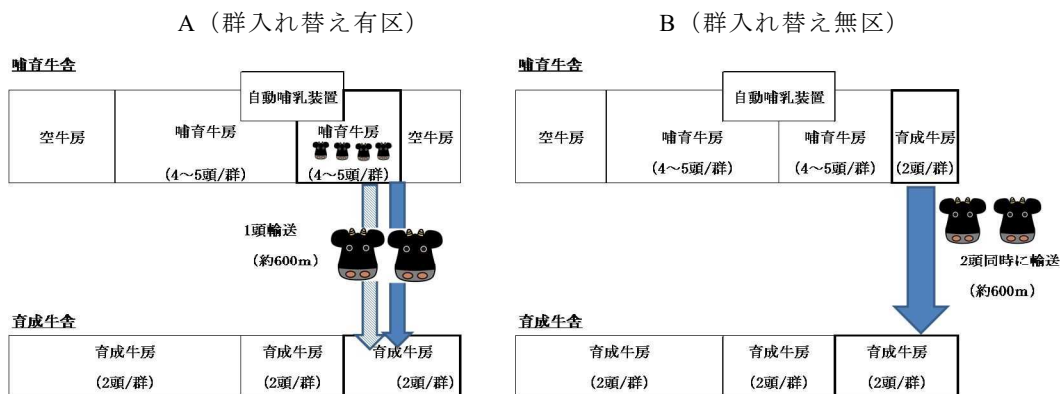 A（群入れ替え有区）
哺育牛舎
自動哺乳装置
空牛房
哺育牛房
（4～5頭/群）
哺育牛房
（4～5頭/群）
空牛房
1頭輸送
（約600m）
育成牛舎
育成牛房
（2頭/群）
育成牛房
（2頭/群）
育成牛房
（2頭/群）
B（群入れ替え無区）
哺育牛舎
自動哺乳装置
空牛房
哺育牛房
（4～5頭/群）
哺育牛房
（4～5頭/群）
育成牛房
（2頭/群）
2頭同時に輸送
（約600m）
育成牛舎
育成牛房
（2頭/群）
育成牛房
（2頭/群）
育成牛房
（2頭/群）